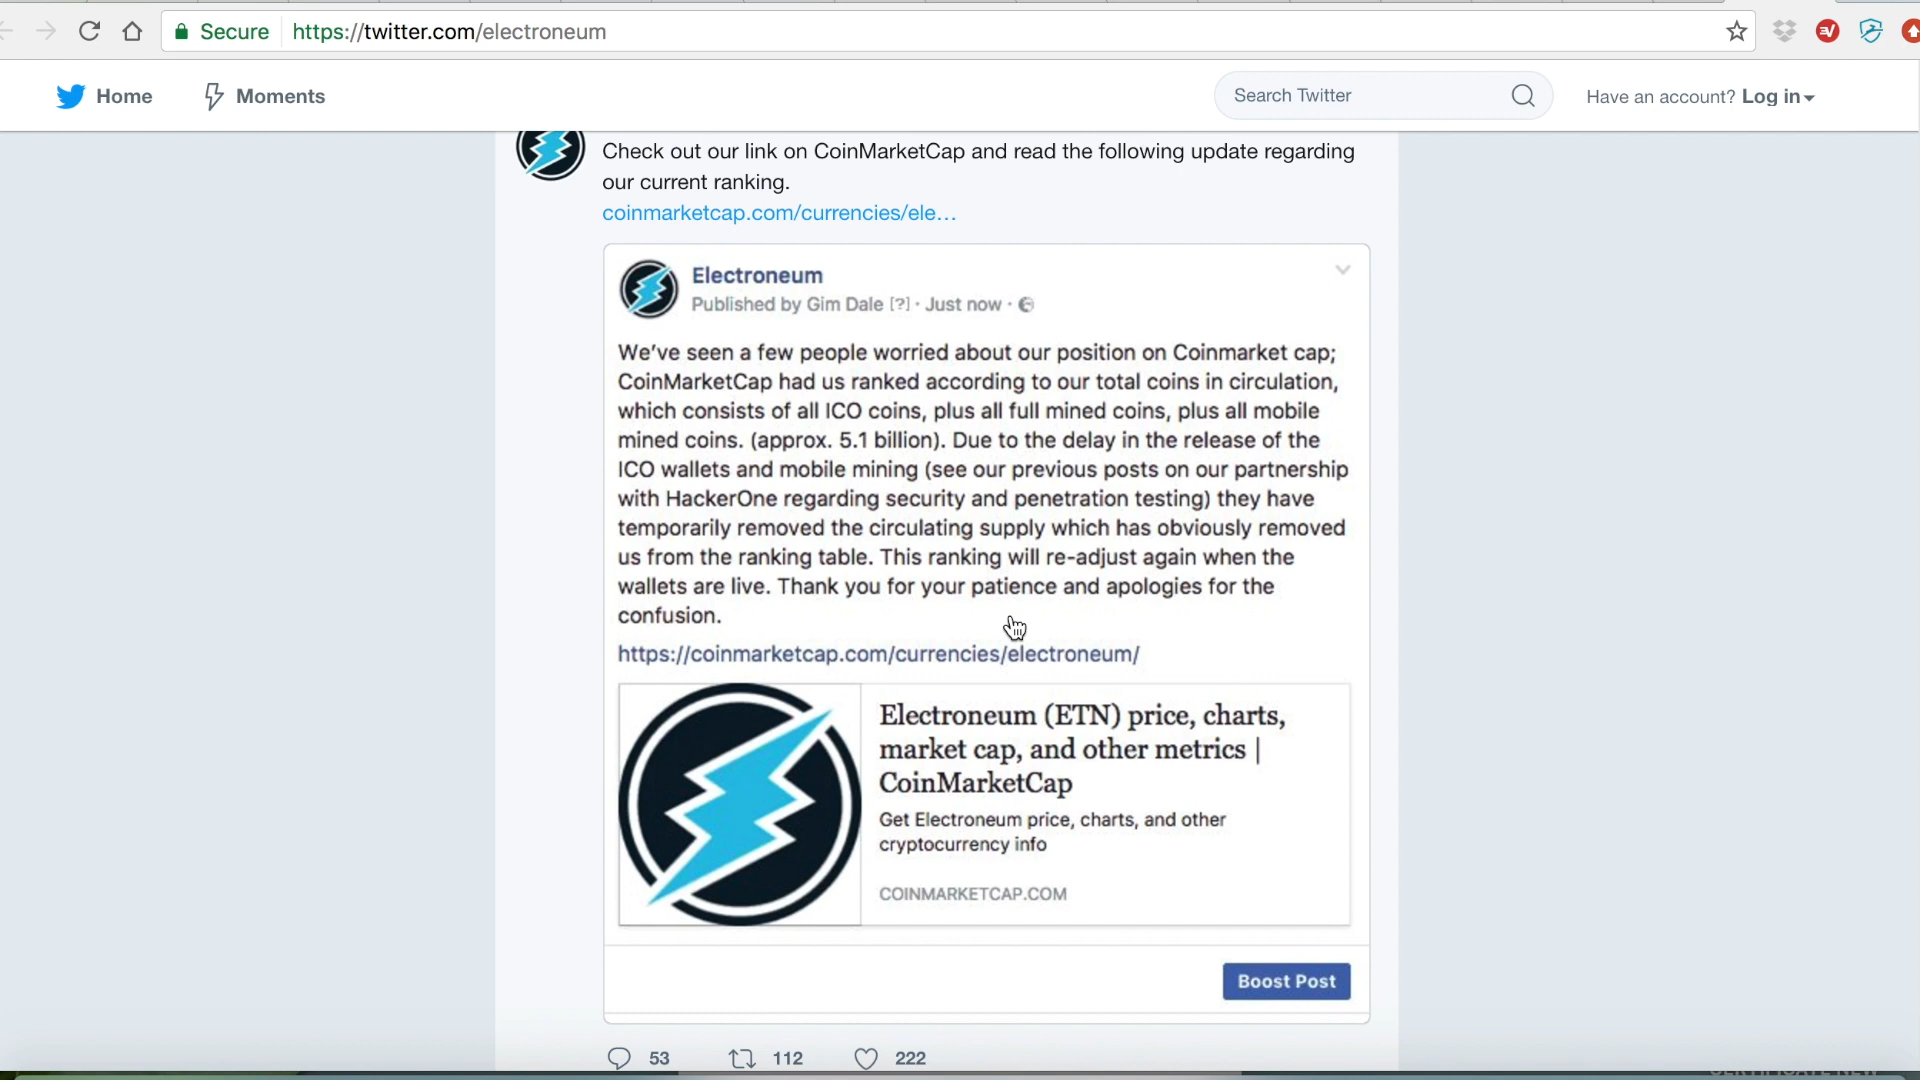 Secure https://twitter.com/electroneum
Home Moments Search Twitter Have an account? Log in
Check out our link on CoinMarketCap and read the following update regarding
our current ranking.
coinmarketcap.com/currencies/ele…
Electroneum
Published by Gim Dale [?] · Just now ·
We've seen a few people worried about our position on Coinmarket cap;
CoinMarketCap had us ranked according to our total coins in circulation,
which consists of all ICO coins, plus all full mined coins, plus all mobile
mined coins. (approx. 5.1 billion). Due to the delay in the release of the
ICO wallets and mobile mining (see our previous posts on our partnership
with HackerOne regarding security and penetration testing) they have
temporarily removed the circulating supply which has obviously removed
us from the ranking table. This ranking will re-adjust again when the
wallets are live. Thank you for your patience and apologies for the
confusion.
https://coinmarketcap.com/currencies/electroneum/
Electroneum (ETN) price, charts,
market cap, and other metrics |
CoinMarketCap
Get Electroneum price, charts, and other
cryptocurrency info
COINMARKETCAP.COM
Boost Post
53 112 222